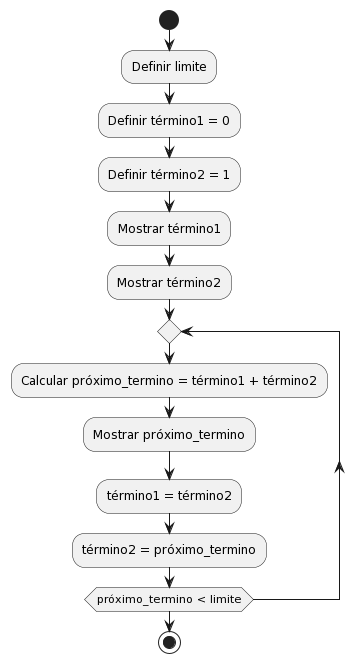 Definir limite
Definir término1 = 0
Definir término2 = 1
Mostrar término1
Mostrar término2
Calcular próximo_termino = término1 + término2
Mostrar próximo_termino
término1 = término2
término2 = próximo_termino
próximo_termino < limite